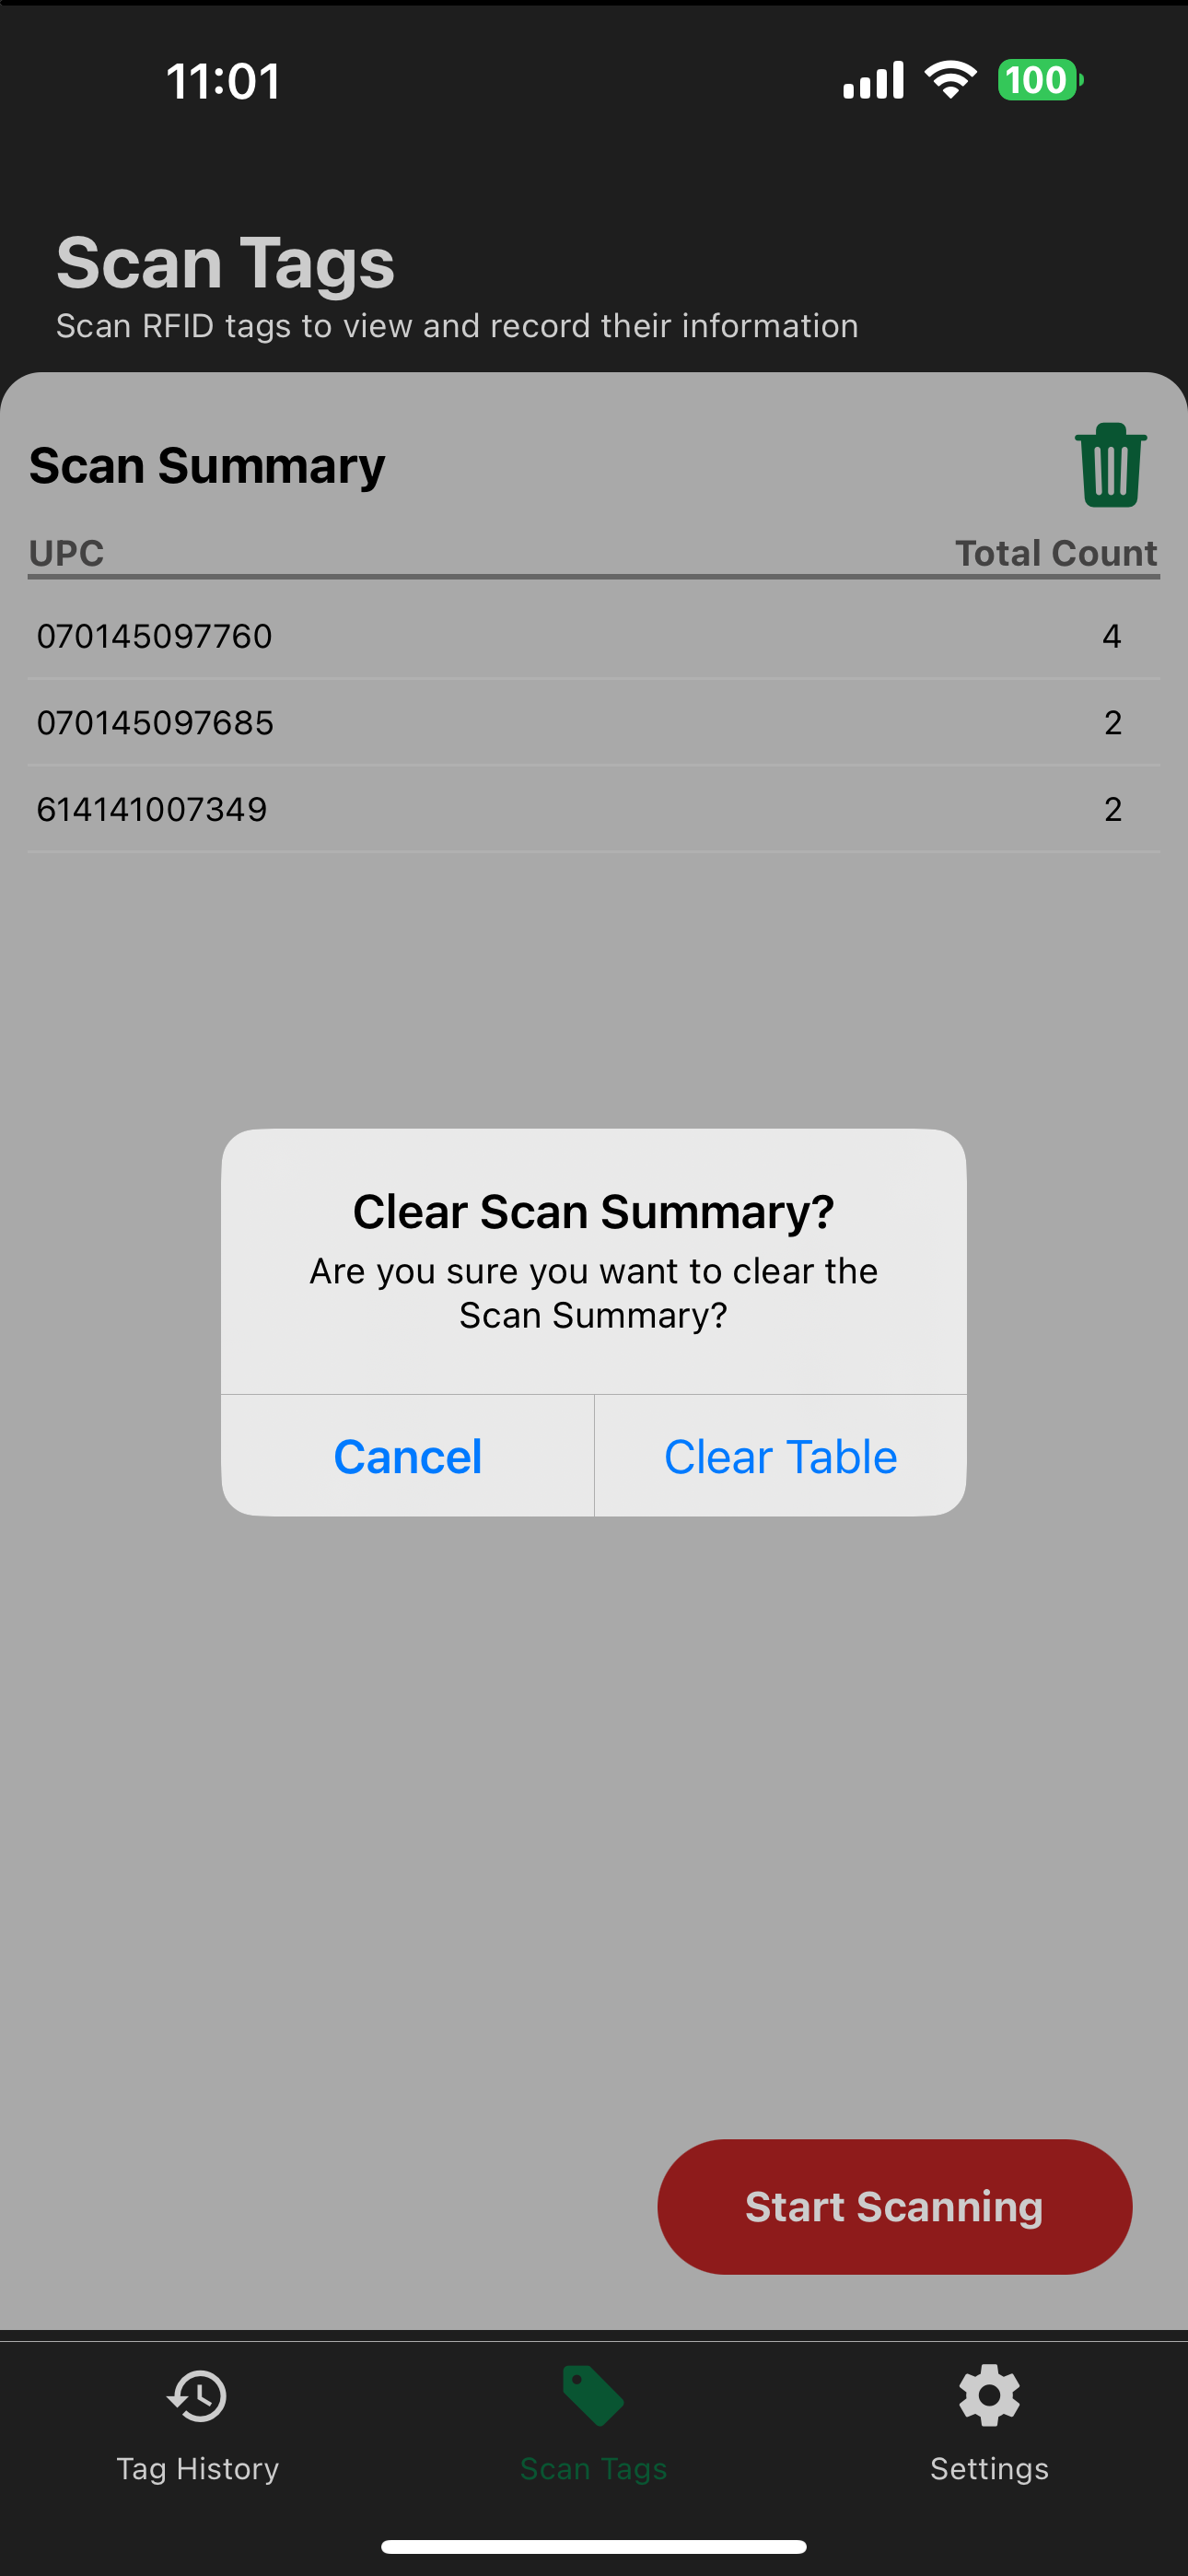 11:01
100
Scan Tags
Scan RFID tags to view and record their information
Scan Summary
UPC Total Count
070145097760 4
070145097685 2
614141007349 2
Clear Scan Summary?
Are you sure you want to clear the
Scan Summary?
Cancel Clear Table
Start Scanning
Tag History Scan Tags Settings